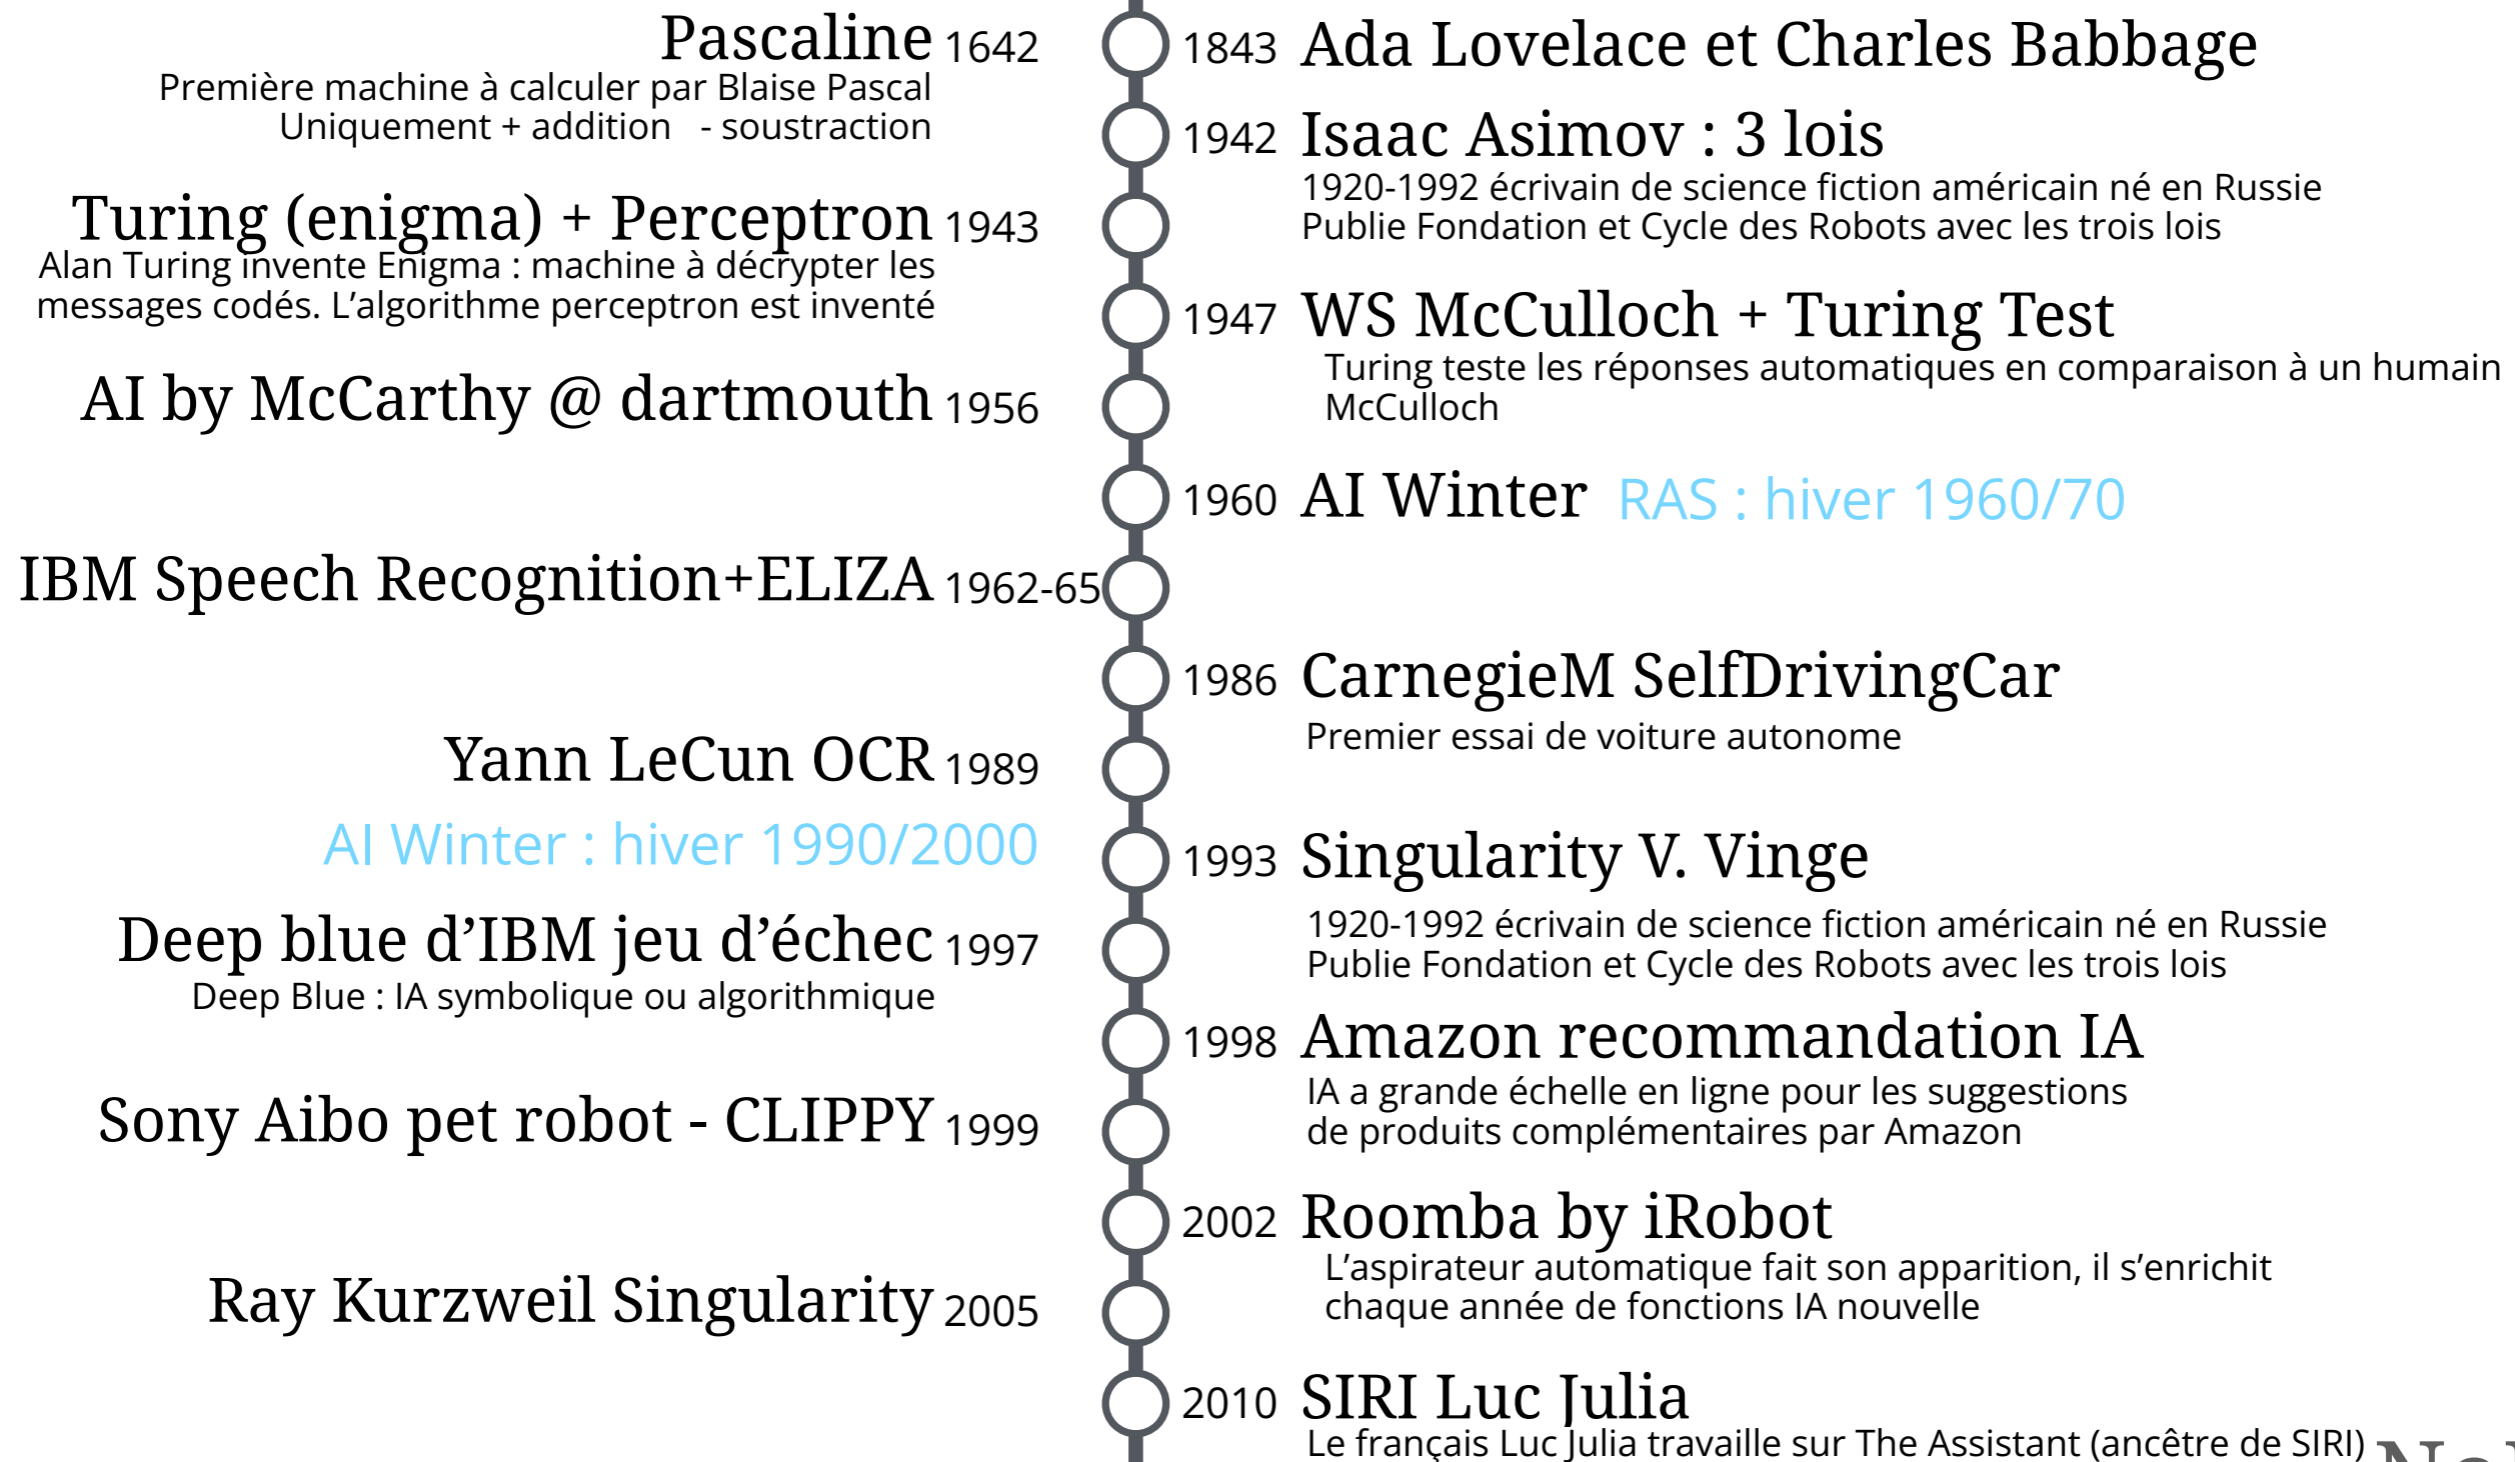 Pascaline 1642
Première machine à calculer par Blaise Pascal
Uniquement + addition - soustraction
1843 Ada Lovelace et Charles Babbage
1942 Isaac Asimov : 3 lois
1920-1992 écrivain de science fiction américain né en Russie
Publie Fondation et Cycle des Robots avec les trois lois
Turing (enigma) + Perceptron 1943
Alan Turing invente Enigma : machine à décrypter les
messages codés. L’algorithme perceptron est inventé
1947 WS McCulloch + Turing Test
Turing teste les réponses automatiques en comparaison à un humain
McCulloch
AI by McCarthy @ dartmouth 1956
1960 AI Winter RAS : hiver 1960/70
IBM Speech Recognition+ELIZA 1962-65
1986 CarnegieM SelfDrivingCar
Premier essai de voiture autonome
Yann LeCun OCR 1989
AI Winter : hiver 1990/2000
1993 Singularity V. Vinge
1920-1992 écrivain de science fiction américain né en Russie
Publie Fondation et Cycle des Robots avec les trois lois
Deep blue d’IBM jeu d’échec 1997
Deep Blue : IA symbolique ou algorithmique
1998 Amazon recommandation IA
IA a grande échelle en ligne pour les suggestions
de produits complémentaires par Amazon
Sony Aibo pet robot - CLIPPY 1999
2002 Roomba by iRobot
L’aspirateur automatique fait son apparition, il s’enrichit
chaque année de fonctions IA nouvelle
Ray Kurzweil Singularity 2005
2010 SIRI Luc Julia
Le français Luc Julia travaille sur The Assistant (ancêtre de SIRI)